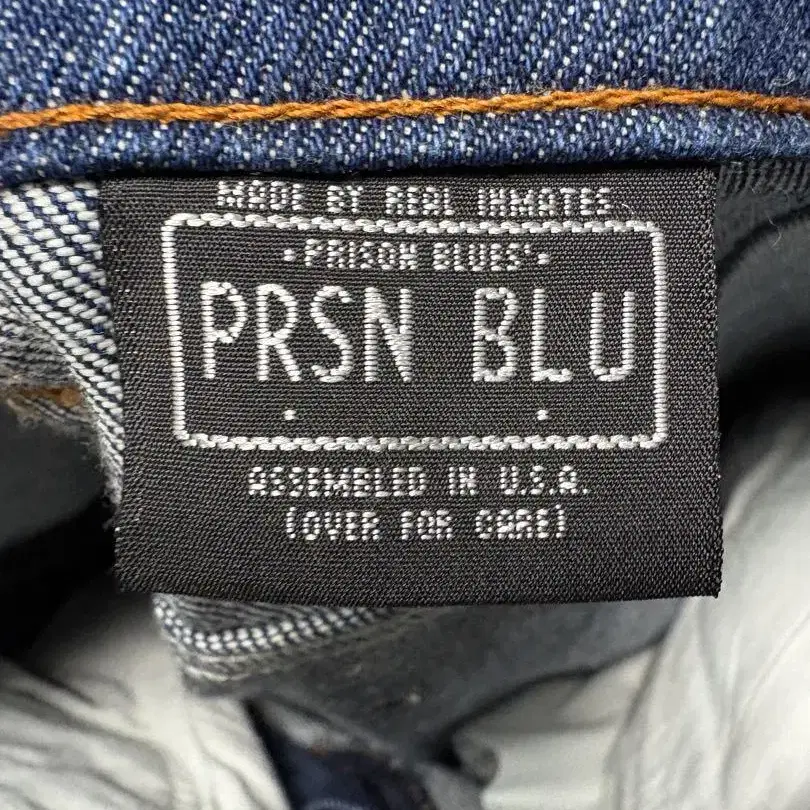 MADE BY REAL INMATES
·PRISON BLUES'·
PRSN BLU
ASSEMBLED IN U.S.A.
(OVER FOR CARE)